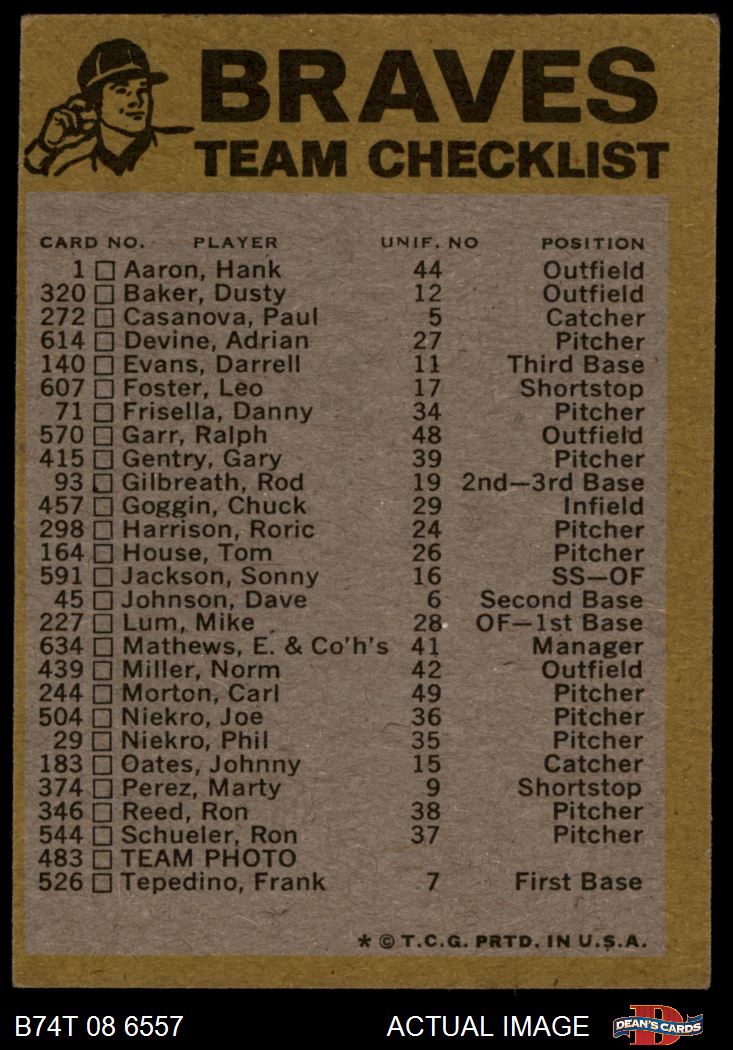 BRAVES
TEAM CHECKLIST
CARD NO. PLAYER UNIF. NO POSITION
1 Aaron, Hank 44 Outfield
320 Baker, Dusty 12 Outfield
272 Casanova, Paul 5 Catcher
614 Devine, Adrian 27 Pitcher
140 Evans, Darrell 11 Third Base
607 Foster, Leo 17 Shortstop
71 Frisella, Danny 34 Pitcher
570 Garr, Ralph 48 Outfield
415 Gentry, Gary 39 Pitcher
93 Gilbreath, Rod 19 2nd—3rd Base
457 Goggin, Chuck 29 Infield
298 Harrison, Roric 24 Pitcher
164 House, Tom 26 Pitcher
591 Jackson, Sonny 16 SS—OF
45 Johnson, Dave 6 Second Base
227 Lum, Mike 28 OF—1st Base
634 Mathews, E. & Co'h's 41 Manager
439 Miller, Norm 42 Outfield
244 Morton, Carl 49 Pitcher
504 Niekro, Joe 36 Pitcher
29 Niekro, Phil 35 Pitcher
183 Oates, Johnny 15 Catcher
374 Perez, Marty 9 Shortstop
346 Reed, Ron 38 Pitcher
544 Schueler, Ron 37 Pitcher
483 TEAM PHOTO
526 Tepedino, Frank 7 First Base
* © T.C.G. PRTD. IN U.S.A.
B74T 08 6557 ACTUAL IMAGE DEAN'S CARDS